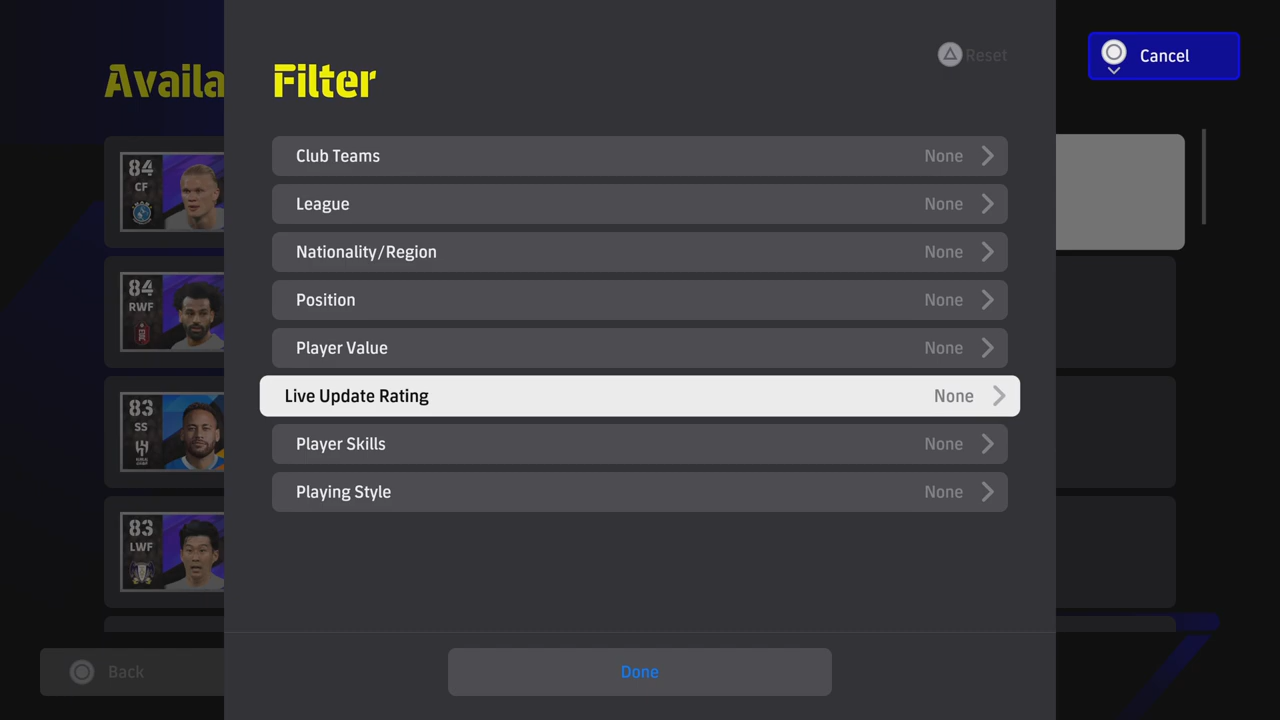 Availa
Filter
Reset
Cancel
Club Teams None
League None
Nationality/Region None
Position None
Player Value None
Live Update Rating None
Player Skills None
Playing Style None
84
CF
84
RWF
83
SS
83
LWF
Back
Done